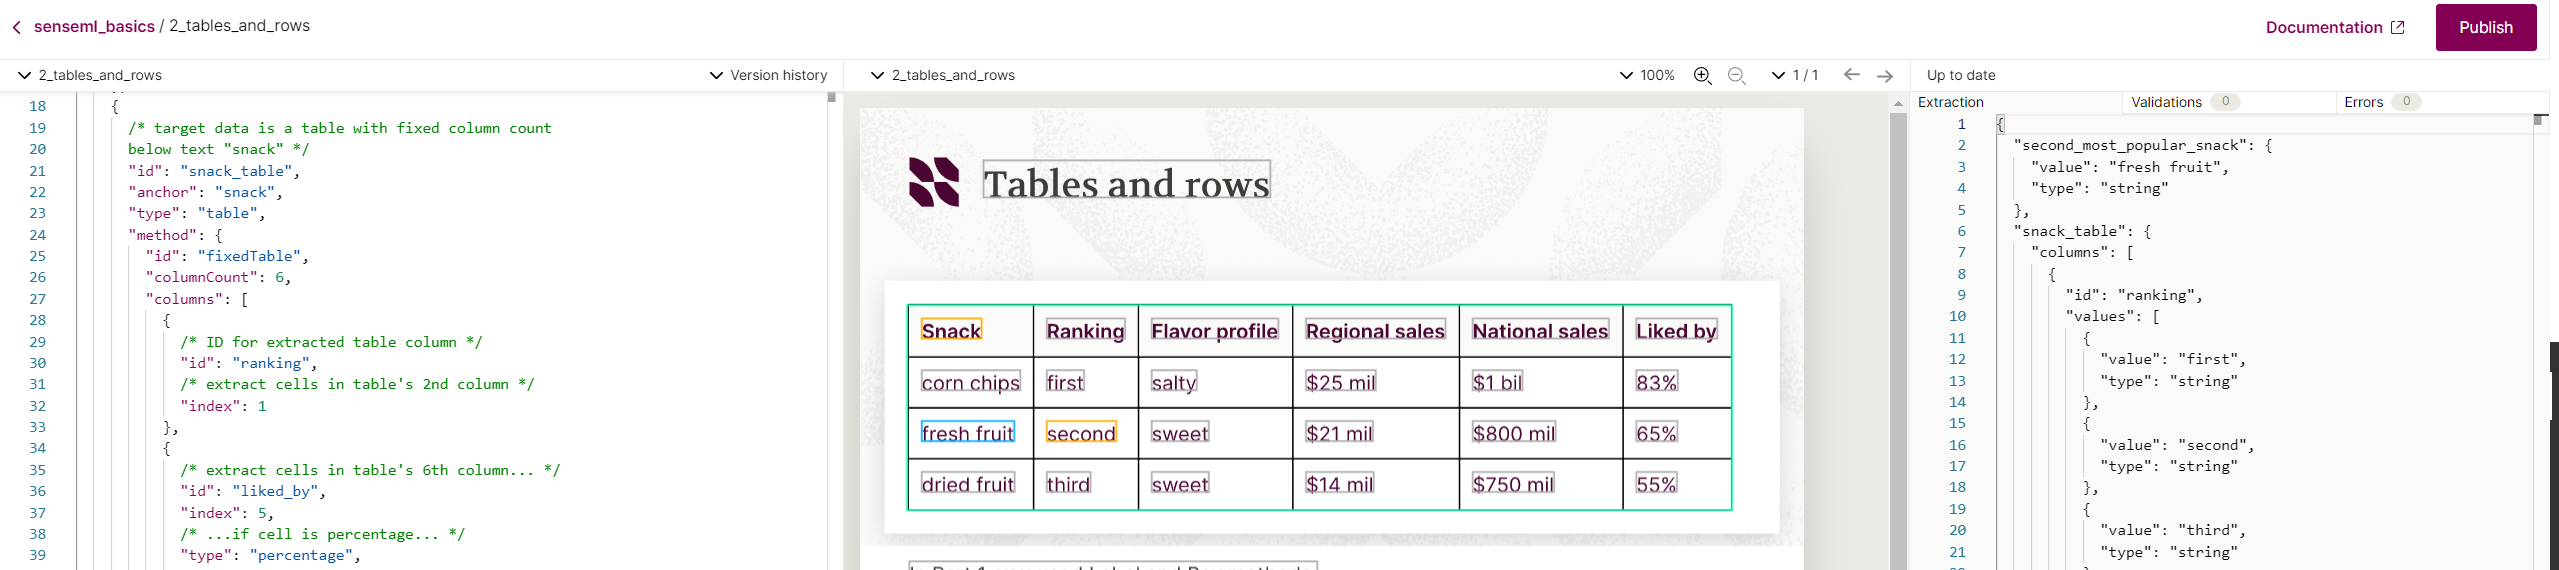 senseml_basics / 2_tables_and_rows
Documentation
Publish
2_tables_and_rows
Version history
18 {
19 /* target data is a table with fixed column count
20 below text "snack" */
21 "id": "snack_table",
22 "anchor": "snack",
23 "type": "table",
24 "method": {
25 "id": "fixedTable",
26 "columnCount": 6,
27 "columns": [
28 {
29 /* ID for extracted table column */
30 "id": "ranking",
31 /* extract cells in table's 2nd column */
32 "index": 1
33 },
34 {
35 /* extract cells in table's 6th column... */
36 "id": "liked_by",
37 "index": 5,
38 /* ...if cell is percentage... */
39 "type": "percentage",
2_tables_and_rows
100%
1 / 1
Tables and rows
Snack Ranking Flavor profile Regional sales National sales Liked by
corn chips first salty $25 mil $1 bil 83%
fresh fruit second sweet $21 mil $800 mil 65%
dried fruit third sweet $14 mil $750 mil 55%
Up to date
Extraction Validations 0 Errors 0
1 {
2 "second_most_popular_snack": {
3 "value": "fresh fruit",
4 "type": "string"
5 },
6 "snack_table": {
7 "columns": [
8 {
9 "id": "ranking",
10 "values": [
11 {
12 "value": "first",
13 "type": "string"
14 },
15 {
16 "value": "second",
17 "type": "string"
18 },
19 {
20 "value": "third",
21 "type": "string"